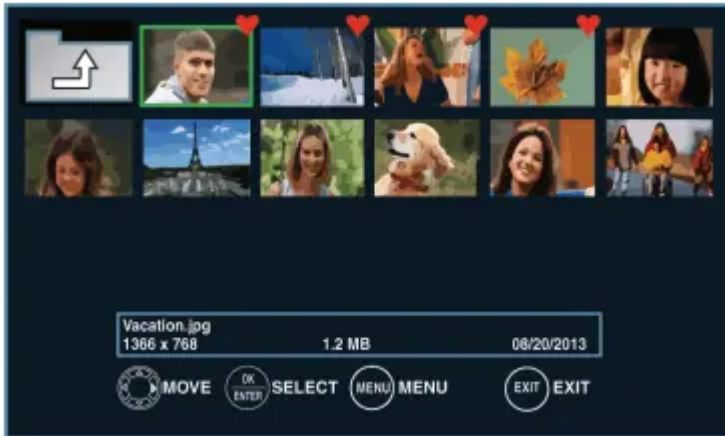 Vacation.jpg
1366 x 768 1.2 MB 08/20/2013
MOVE OK ENTER SELECT MENU MENU EXIT EXIT